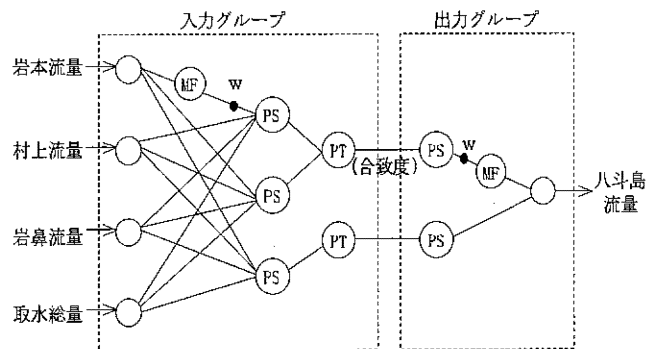 入力グループ
出力グループ
岩本流量
MF
w
PS
村上流量
PT
(合致度)
PS
w
MF
八斗島
流量
PS
岩鼻流量
PS
PT
PS
取水総量